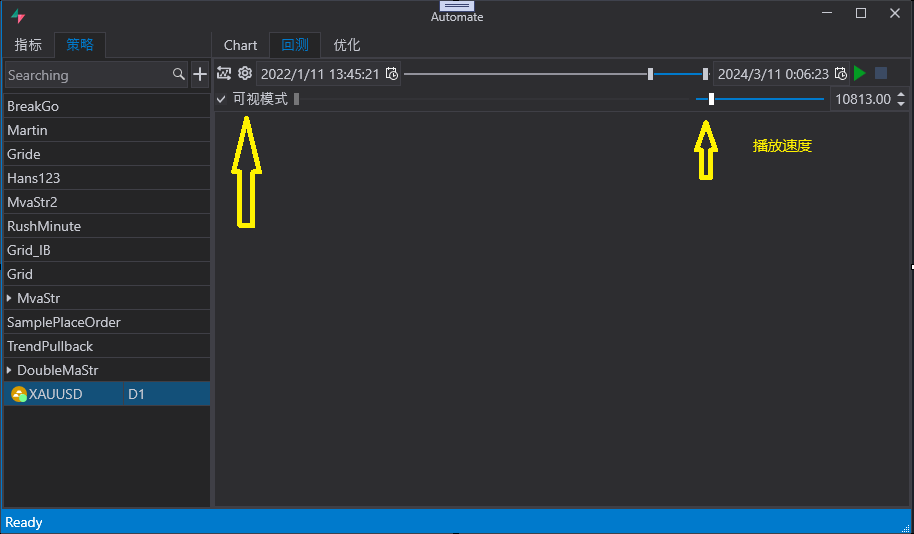 Automate
指标 策略
Chart 回测 优化
Searching
2022/1/11 13:45:21
2024/3/11 0:06:23
可视模式
10813.00
播放速度
BreakGo
Martin
Gride
Hans123
MvaStr2
RushMinute
Grid_IB
Grid
MvaStr
SamplePlaceOrder
TrendPullback
DoubleMaStr
XAUUSD D1
Ready